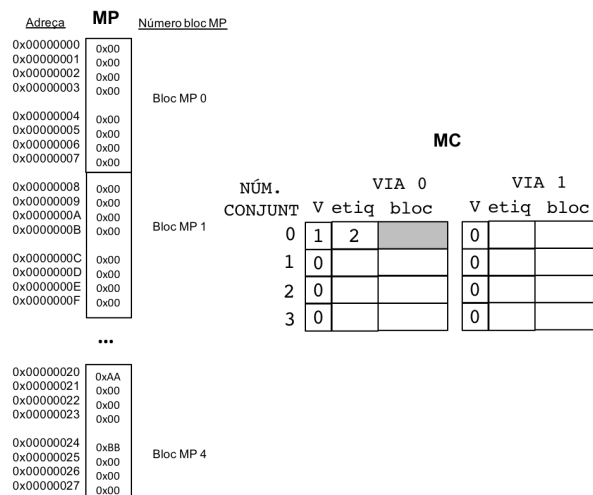 Adreça MP Número bloc MP
0x00000000 0x00
0x00000001 0x00
0x00000002 0x00
0x00000003 0x00
Bloc MP 0
0x00000004 0x00
0x00000005 0x00
0x00000006 0x00
0x00000007 0x00
0x00000008 0x00
0x00000009 0x00
0x0000000A 0x00
0x0000000B 0x00
Bloc MP 1
0x0000000C 0x00
0x0000000D 0x00
0x0000000E 0x00
0x0000000F 0x00
...
0x00000020 0xAA
0x00000021 0x00
0x00000022 0x00
0x00000023 0x00
0x00000024 0xBB
0x00000025 0x00
Bloc MP 4
0x00000026 0x00
0x00000027 0x00
MC
NÚM. VIA 0 VIA 1
CONJUNT V etiq bloc V etiq bloc
0 1 2 0
1 0 0
2 0 0
3 0 0